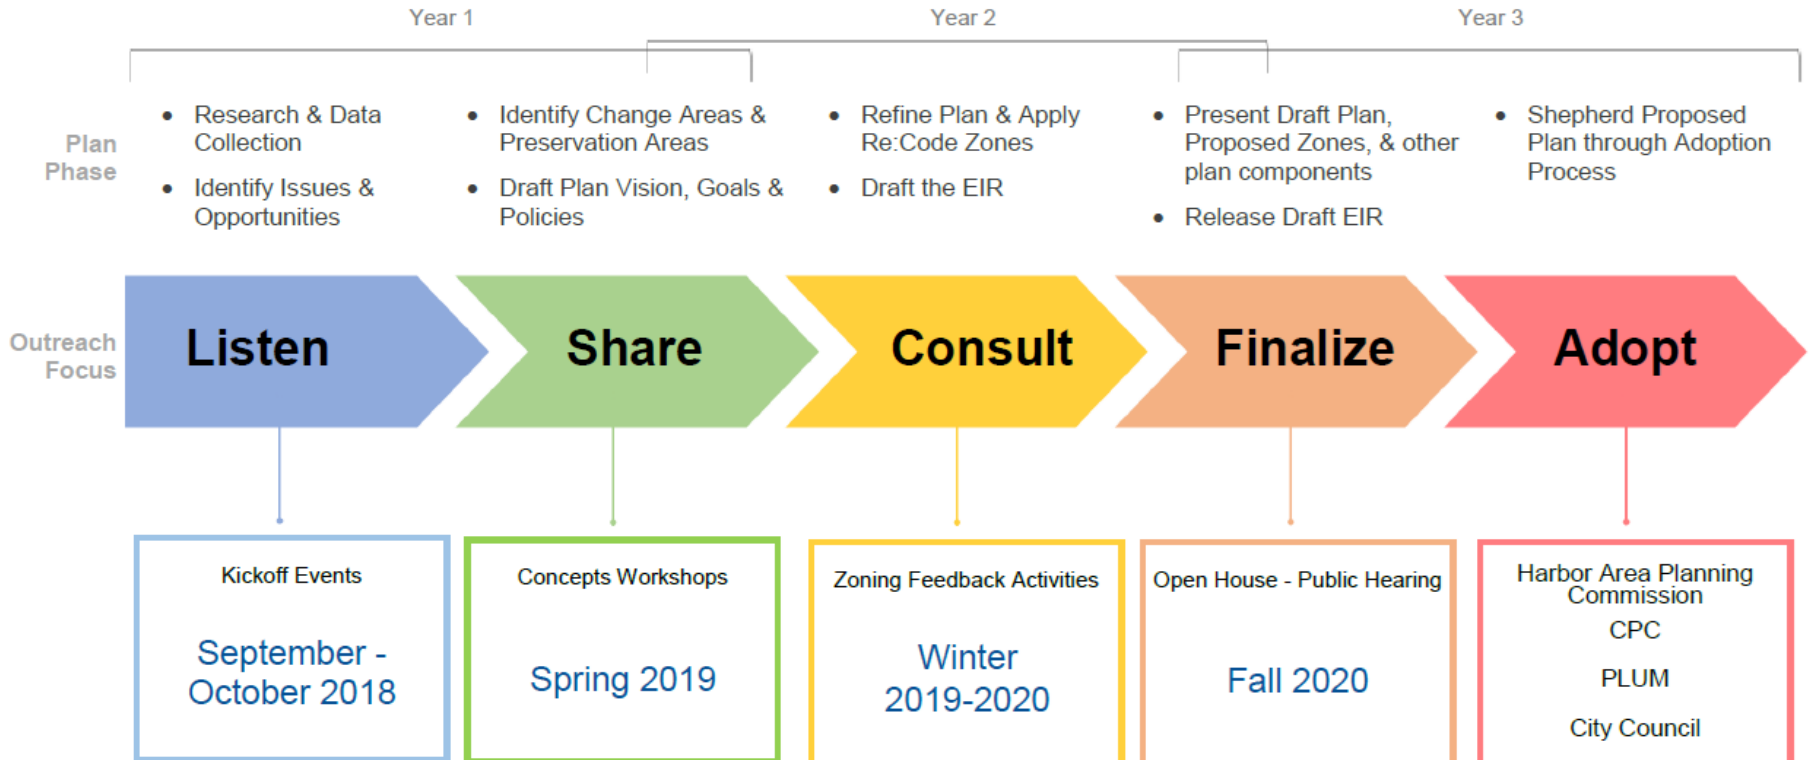 Year 1
Year 2
Year 3
Plan
Phase
• Research & Data
Collection
• Identify Issues &
Opportunities
• Identify Change Areas &
Preservation Areas
• Draft Plan Vision, Goals &
Policies
• Refine Plan & Apply
Re:Code Zones
• Draft the EIR
• Present Draft Plan,
Proposed Zones, & other
plan components
• Release Draft EIR
• Shepherd Proposed
Plan through Adoption
Process
Outreach
Focus
Listen
Share
Consult
Finalize
Adopt
Kickoff Events
September -
October 2018
Concepts Workshops
Spring 2019
Zoning Feedback Activities
Winter
2019-2020
Open House - Public Hearing
Fall 2020
Harbor Area Planning
Commission
CPC
PLUM
City Council